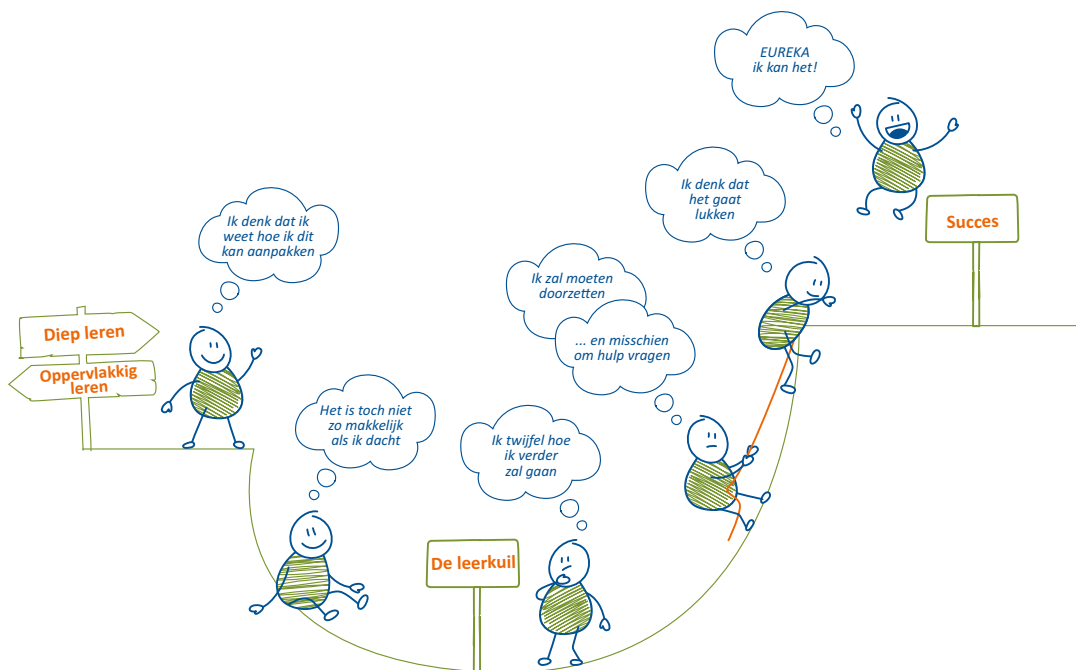 EUREKA
ik kan het!
Ik denk dat
het gaat
lukken
Succes
Ik denk dat ik
weet hoe ik dit
kan aanpakken
Ik zal moeten
doorzetten
... en misschien
om hulp vragen
Diep leren
Oppervlakkig
leren
Het is toch niet
zo makkelijk
als ik dacht
Ik twijfel hoe
ik verder
zal gaan
De leerkuil